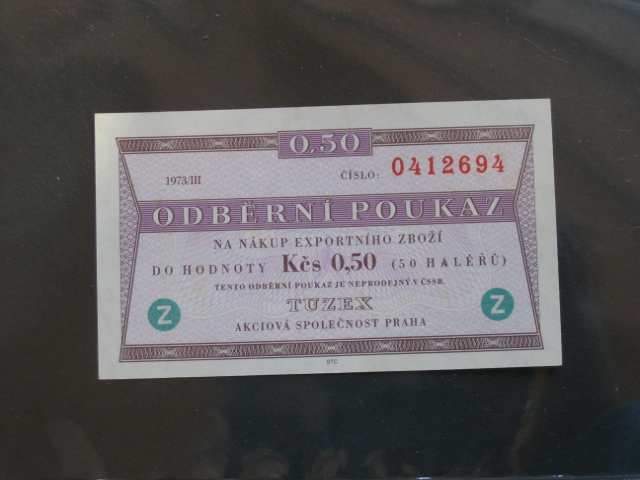 0,50
1973/III ČÍSLO: 0412694
ODBĚRNÍ POUKAZ
NA NÁKUP EXPORTNÍHO ZBOŽÍ
DO HODNOTY Kčs 0,50 (50 HALÉŘŮ)
TENTO ODBĚRNÍ POUKAZ JE NEPRODEJNÝ V ČSSR.
TUZEX
Z AKCIOVÁ SPOLEČNOST PRAHA Z
STC